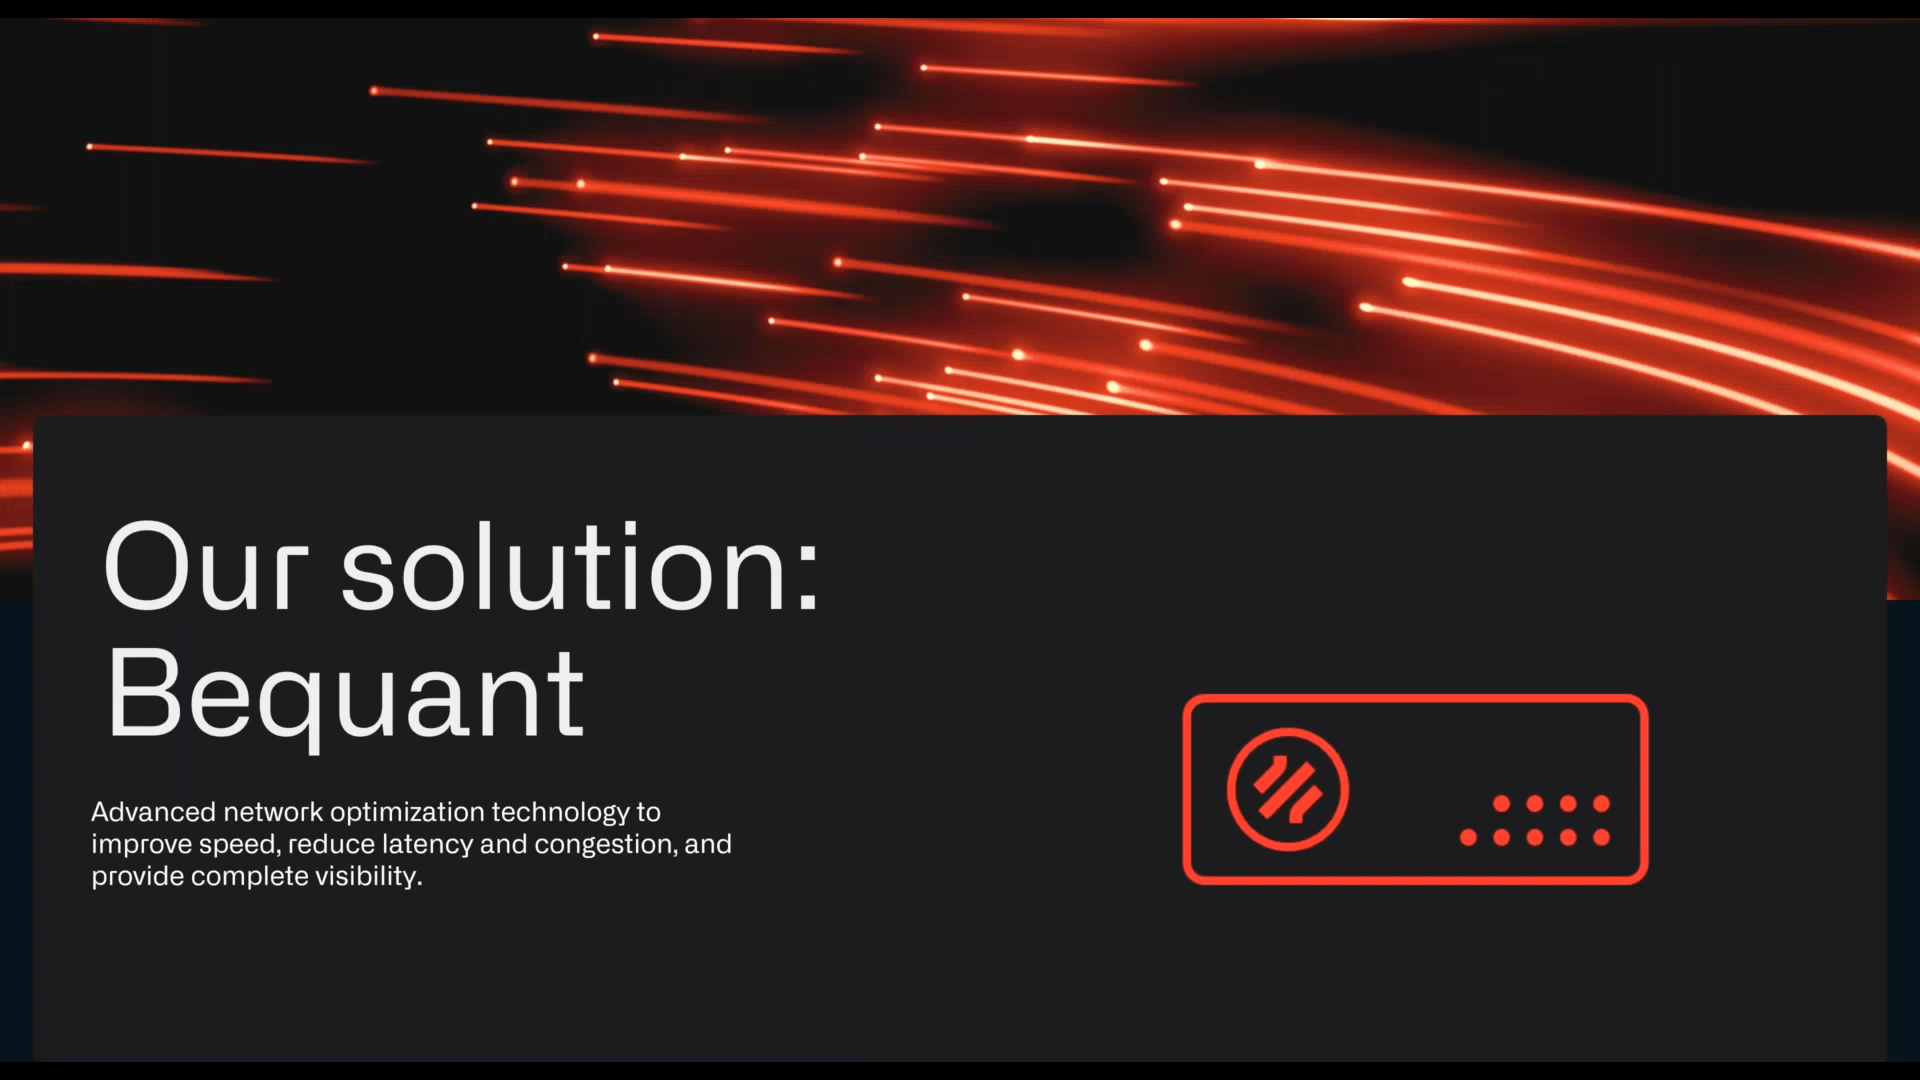 Our solution:
Bequant
Advanced network optimization technology to
improve speed, reduce latency and congestion, and
provide complete visibility.